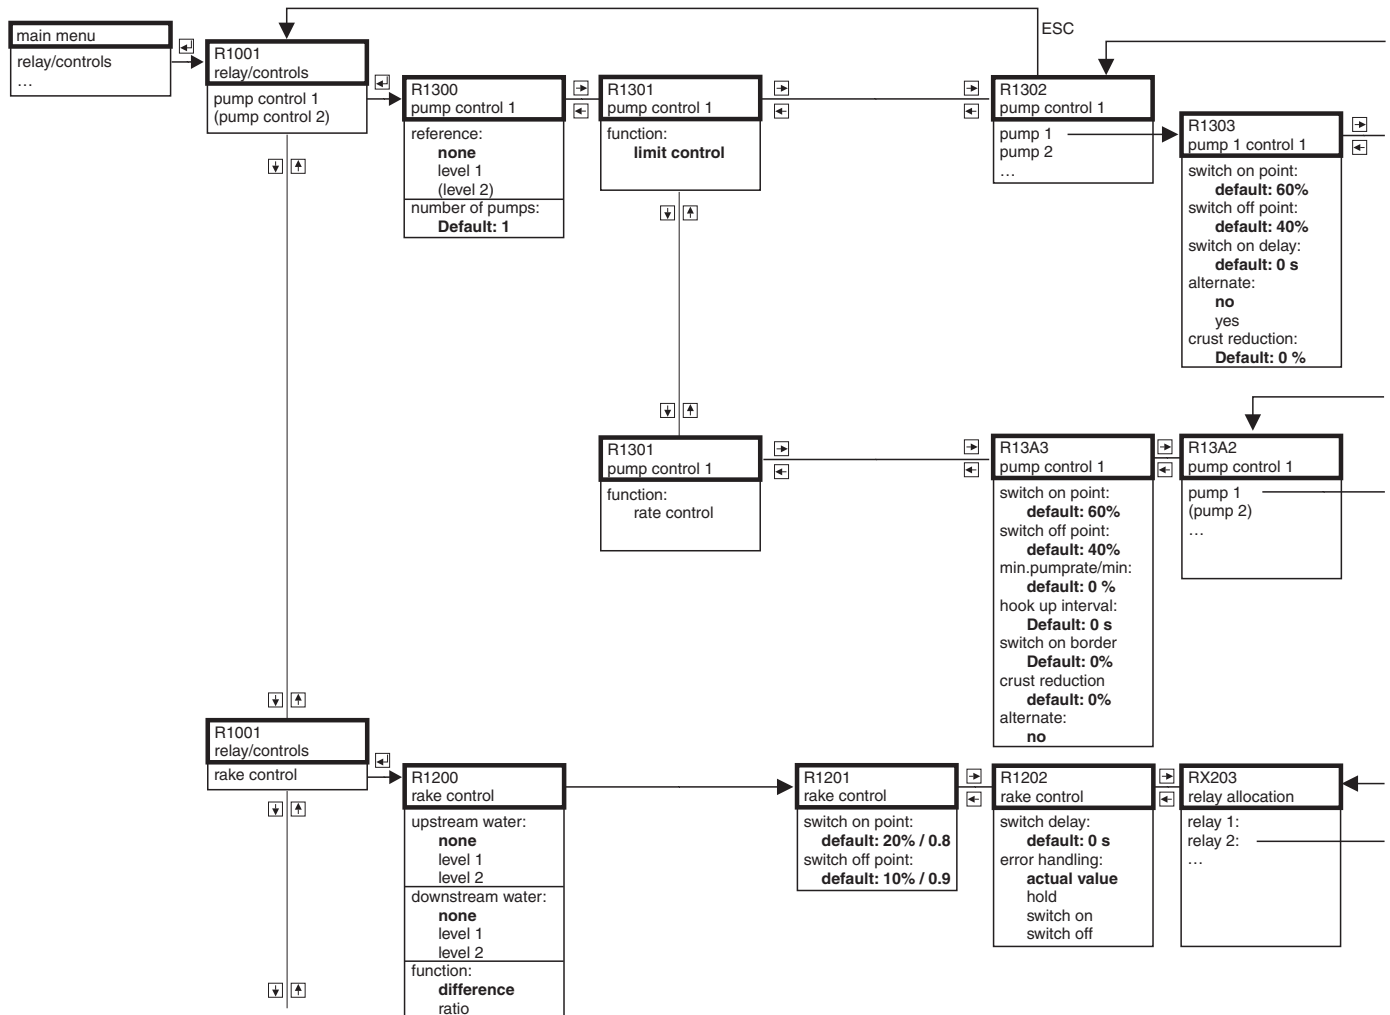 main menu
relay/controls
…
R1001
relay/controls
pump control 1
(pump control 2)
R1300
pump control 1
reference:
none
level 1
(level 2)
number of pumps:
Default: 1
R1301
pump control 1
function:
limit control
ESC
R1302
pump control 1
pump 1
pump 2
…
R1303
pump 1 control 1
switch on point:
default: 60%
switch off point:
default: 40%
switch on delay:
default: 0 s
alternate:
no
yes
crust reduction:
Default: 0 %
R1301
pump control 1
function:
rate control
R13A3
pump control 1
switch on point:
default: 60%
switch off point:
default: 40%
min.pumprate/min:
default: 0 %
hook up interval:
Default: 0 s
switch on border
Default: 0%
crust reduction
default: 0%
alternate:
no
R13A2
pump control 1
pump 1
(pump 2)
…
R1001
relay/controls
rake control
R1200
rake control
upstream water:
none
level 1
level 2
downstream water:
none
level 1
level 2
function:
difference
ratio
R1201
rake control
switch on point:
default: 20% / 0.8
switch off point:
default: 10% / 0.9
R1202
rake control
switch delay:
default: 0 s
error handling:
actual value
hold
switch on
switch off
RX203
relay allocation
relay 1:
relay 2:
…